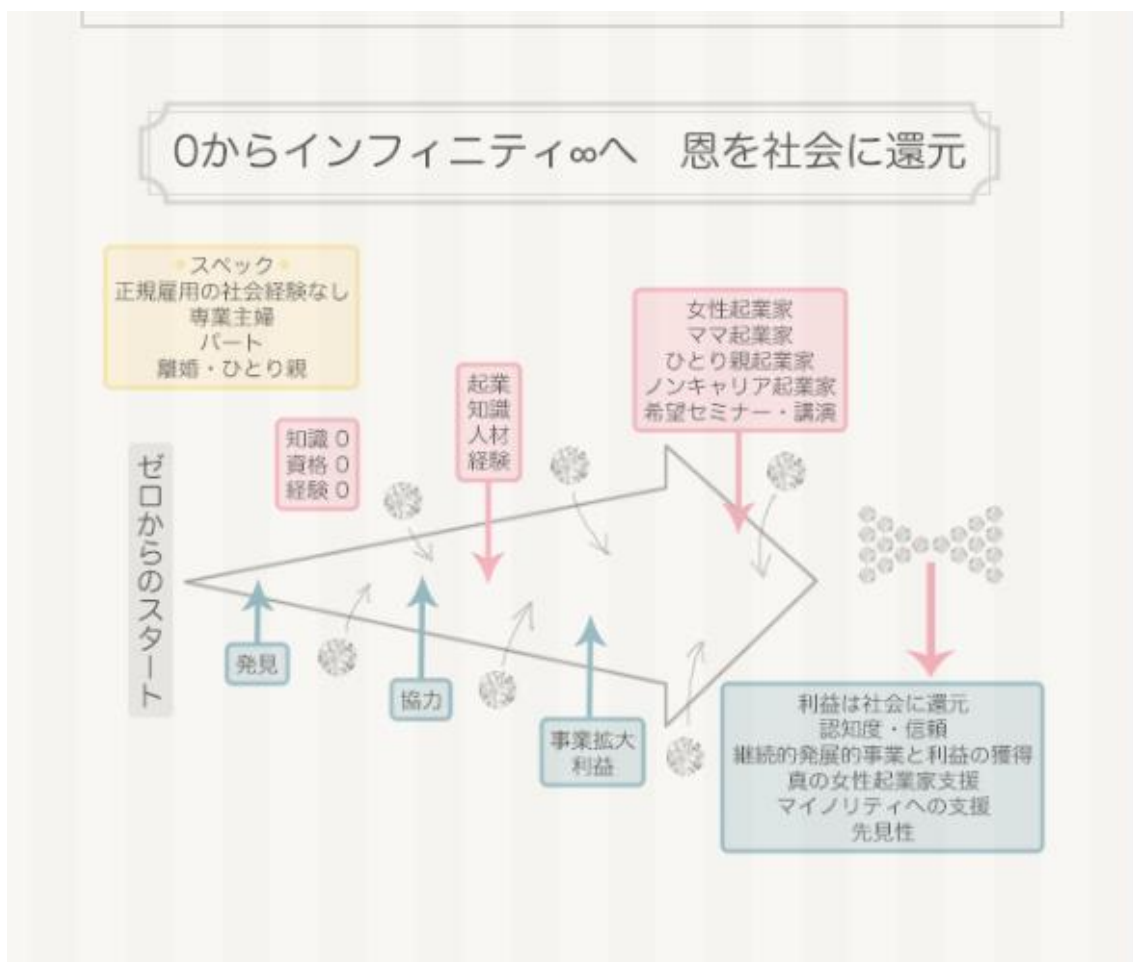 0からインフィニティ∞へ　恩を社会に還元
スペック
正規雇用の社会経験なし
専業主婦
パート
離婚・ひとり親
女性起業家
ママ起業家
ひとり親起業家
ノンキャリア起業家
希望セミナー・講演
起業
知識
人材
経験
知識 0
資格 0
経験 0
ゼロからのスタート
発見
協力
事業拡大
利益
利益は社会に還元
認知度・信頼
継続的発展的事業と利益の獲得
真の女性起業家支援
マイノリティへの支援
先見性